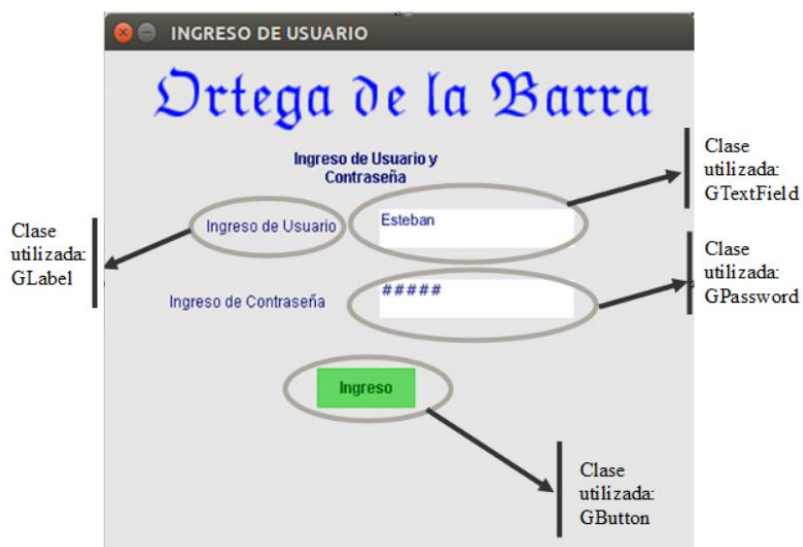 INGRESO DE USUARIO
Ortega de la Barra
Ingreso de Usuario y
Contraseña
Clase
utilizada:
GTextField
Ingreso de Usuario
Esteban
Clase
utilizada:
GLabel
Clase
utilizada:
GPassword
Ingreso de Contraseña
#####
Ingreso
Clase
utilizada:
GButton